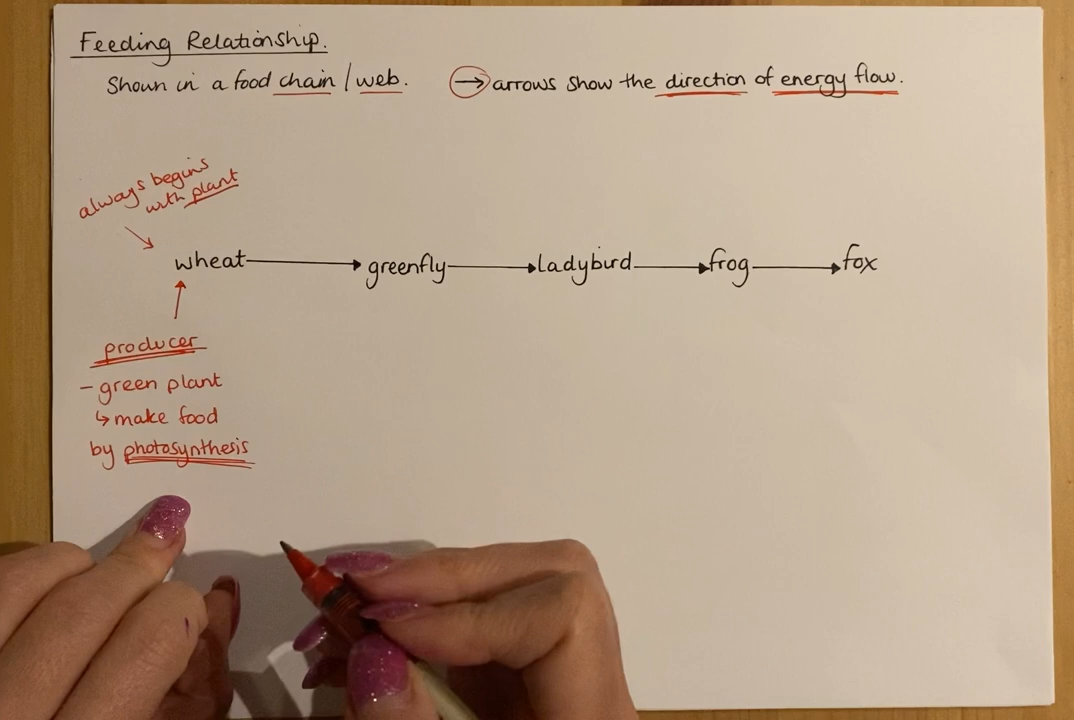 Feeding Relationship.
Shown in a food chain / web. → arrows show the direction of energy flow.
always begins
with plant
wheat → greenfly → Ladybird → frog → fox
producer
- green plant
↳ make food
by photosynthesis